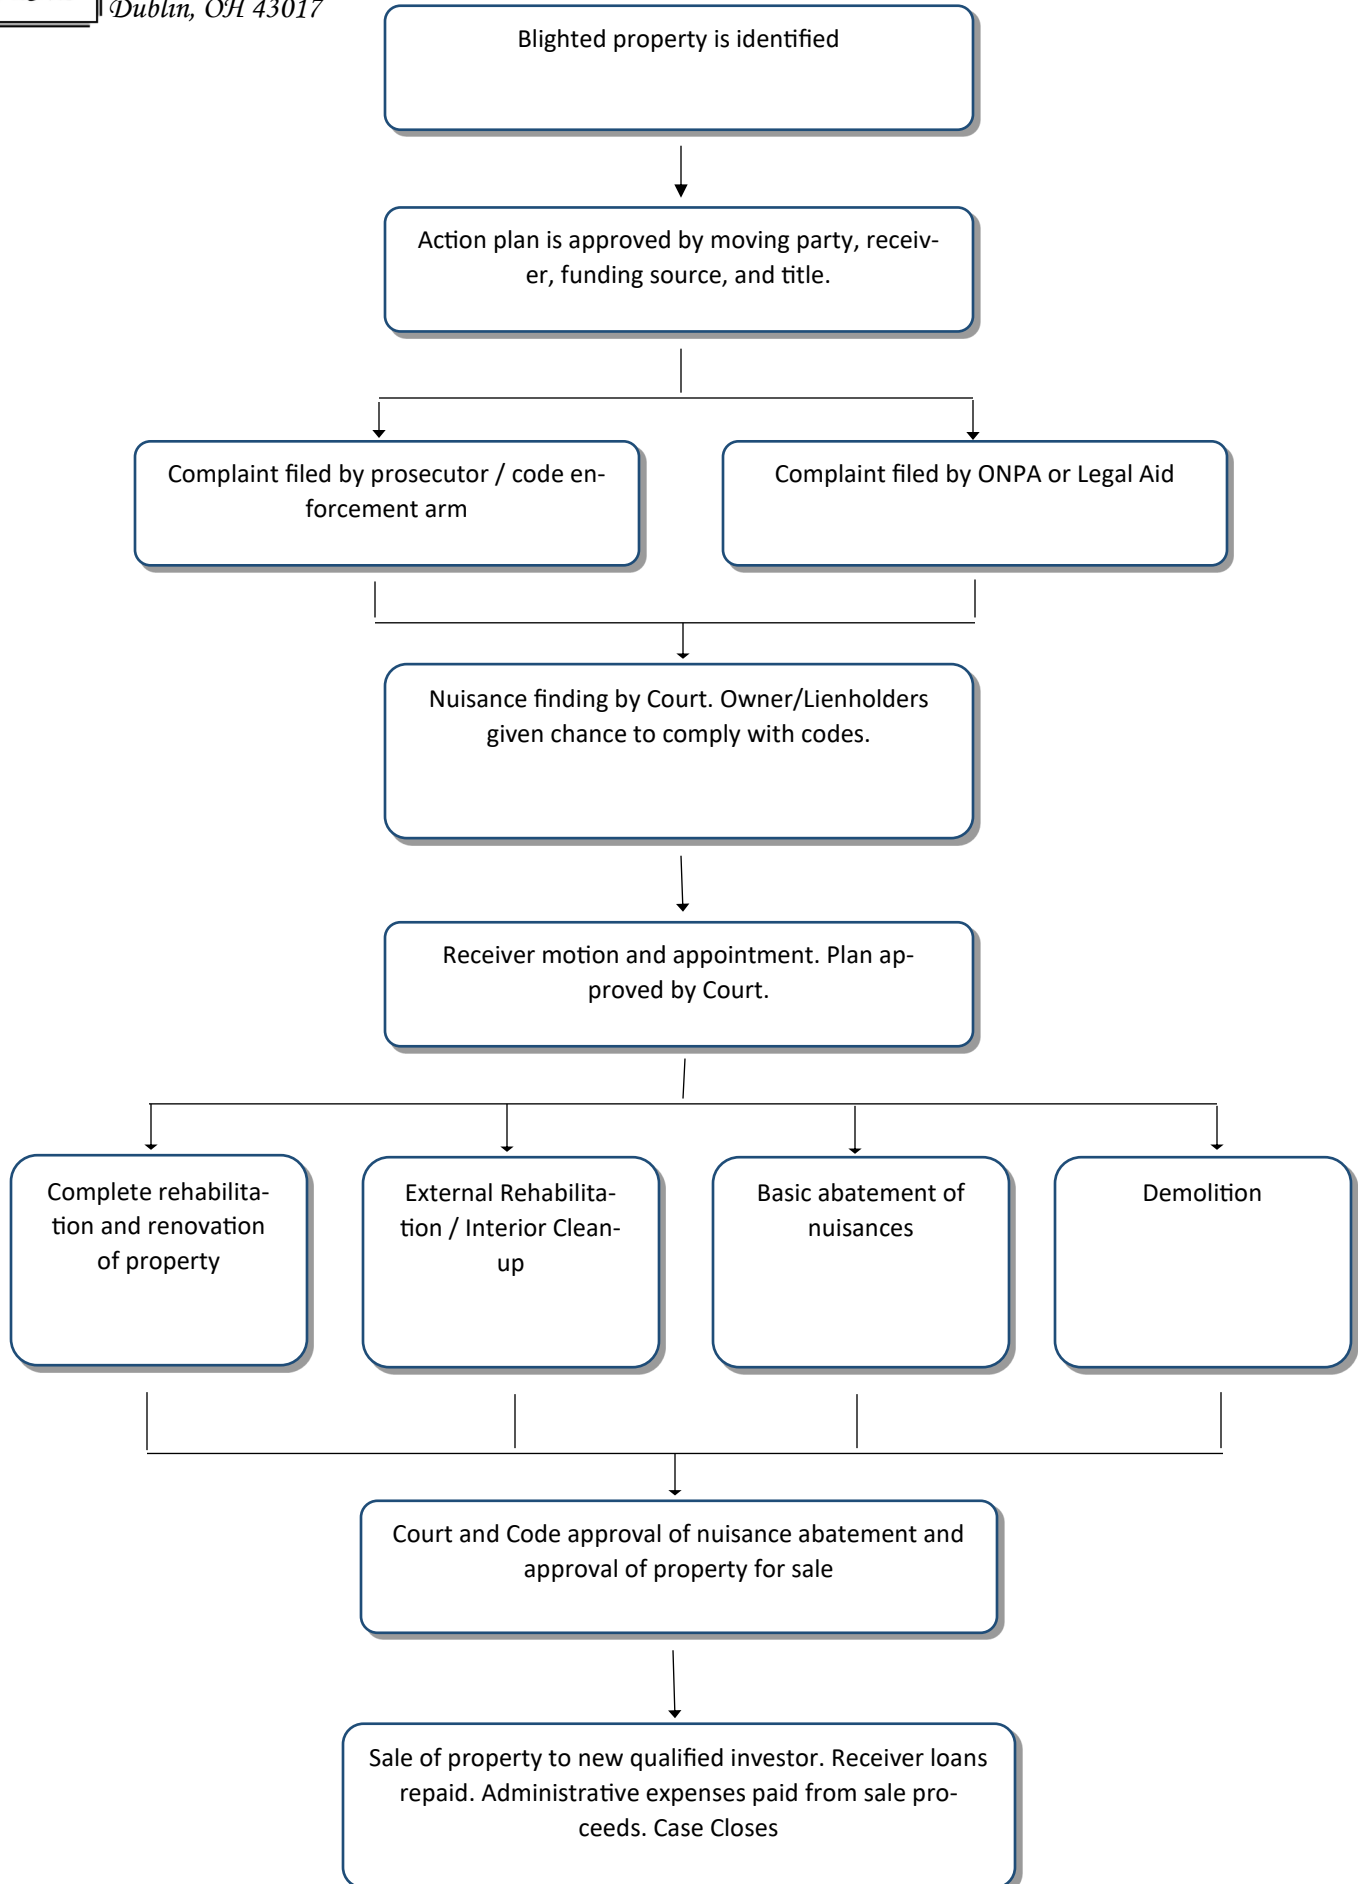 Dublin, OH 43017
Blighted property is identified
Action plan is approved by moving party, receiv-
er, funding source, and title.
Complaint filed by prosecutor / code en-
forcement arm
Complaint filed by ONPA or Legal Aid
Nuisance finding by Court. Owner/Lienholders
given chance to comply with codes.
Receiver motion and appointment. Plan ap-
proved by Court.
Complete rehabilita-
tion and renovation
of property
External Rehabilita-
tion / Interior Clean-
up
Basic abatement of
nuisances
Demolition
Court and Code approval of nuisance abatement and
approval of property for sale
Sale of property to new qualified investor. Receiver loans
repaid. Administrative expenses paid from sale pro-
ceeds. Case Closes